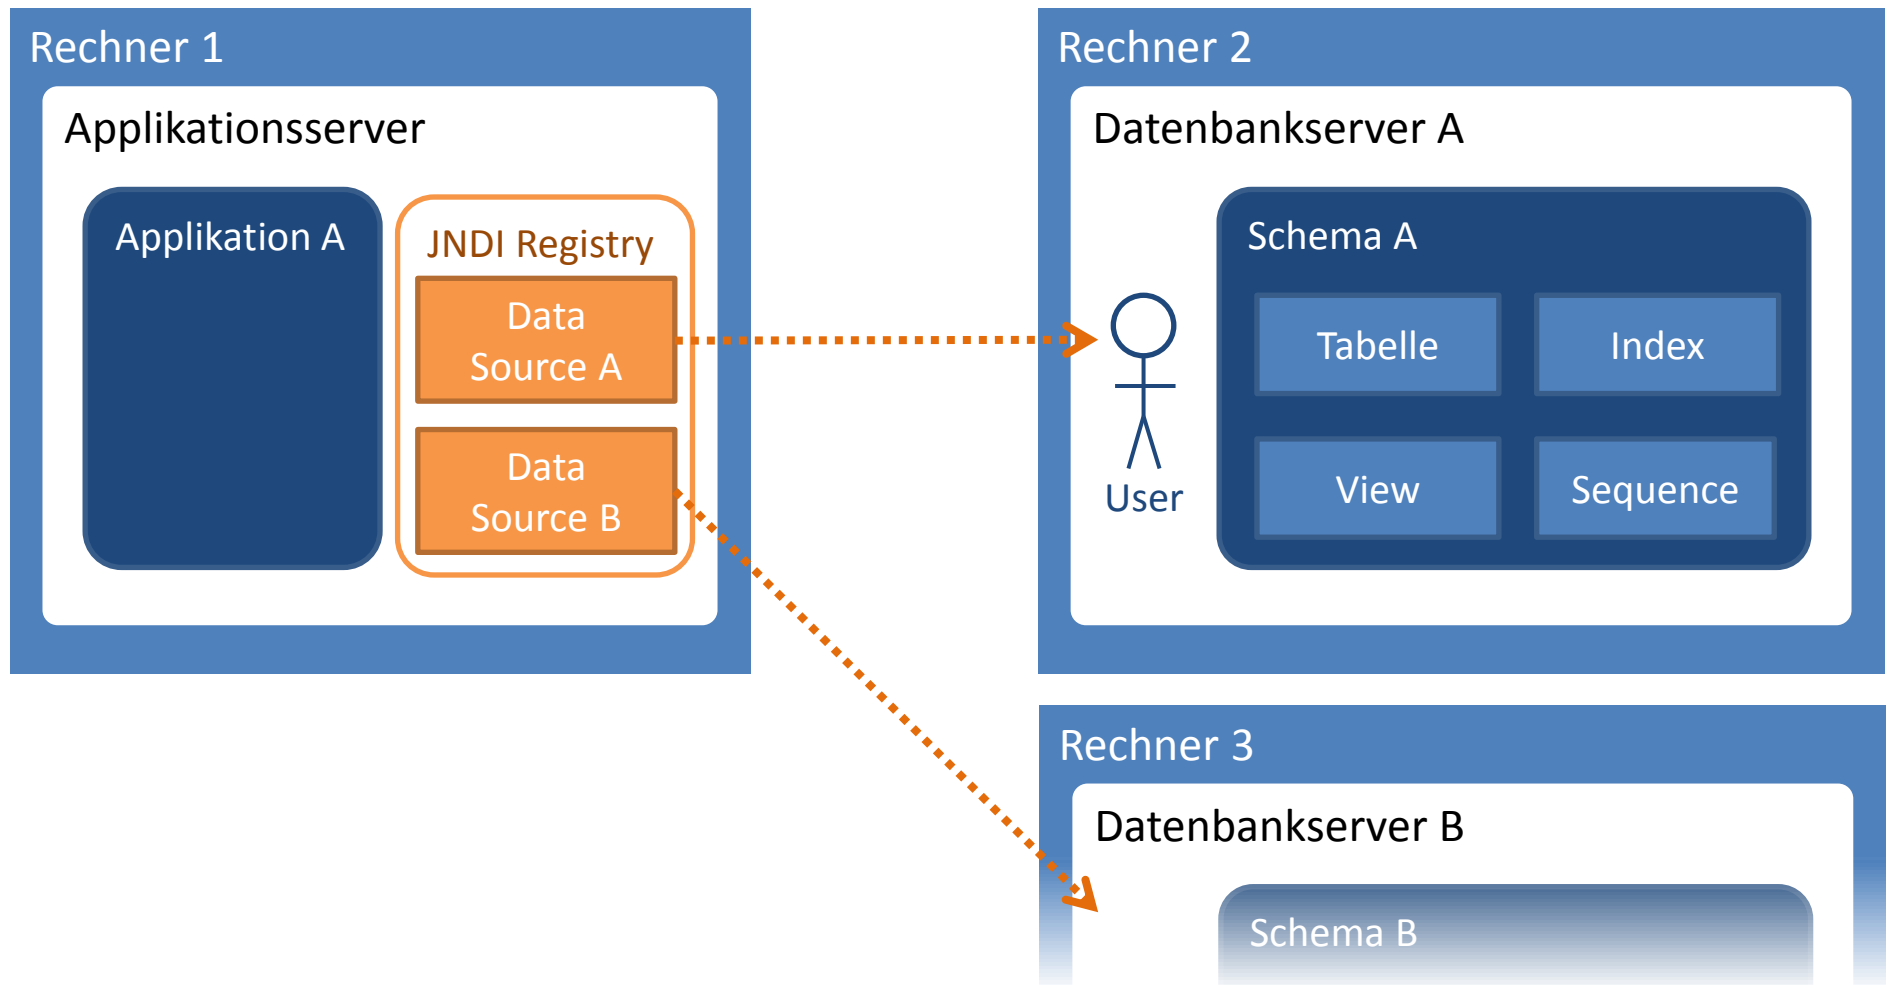 Rechner 1
Applikationsserver
Applikation A
JNDI Registry
Data
Source A
Data
Source B
Rechner 2
Datenbankserver A
User
Schema A
Tabelle
Index
View
Sequence
Rechner 3
Datenbankserver B
Schema B